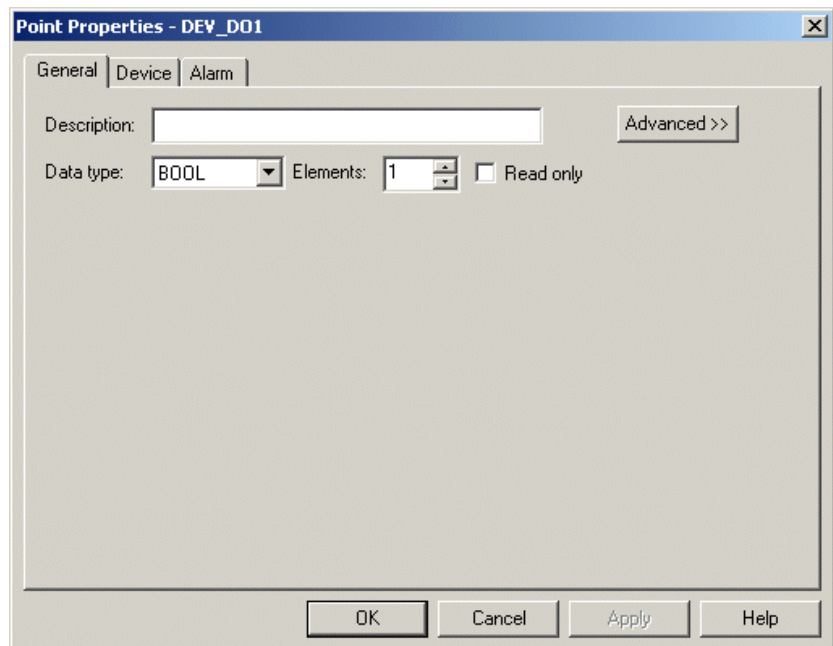 Point Properties - DEV_DO1
General Device Alarm
Description: Advanced >>
Data type: BOOL Elements: 1 Read only
OK Cancel Apply Help